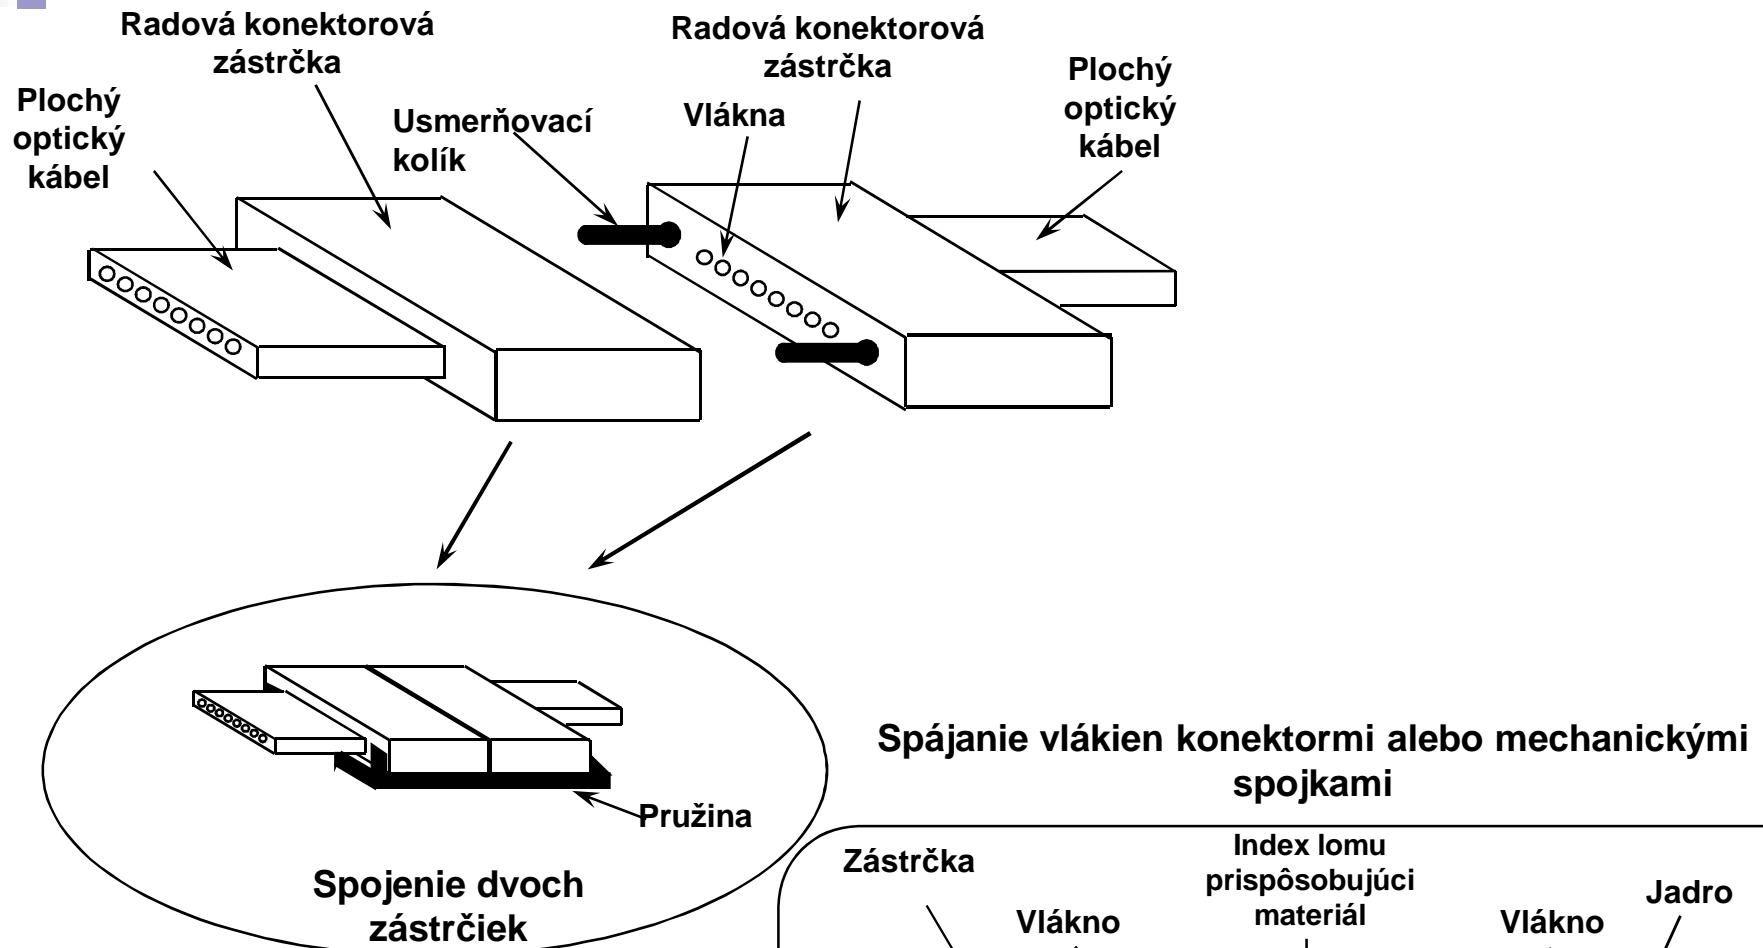 Radová konektorová
zástrčka
Radová konektorová
zástrčka
Plochý
optický
kábel
Usmerňovací
kolík
Vlákna
Plochý
optický
kábel
Pružina
Spojenie dvoch
zástrčiek
Spájanie vlákien konektormi alebo mechanickými
spojkami
Zástrčka
Vlákno
Index lomu
prispôsobujúci
materiál
Vlákno
Jadro